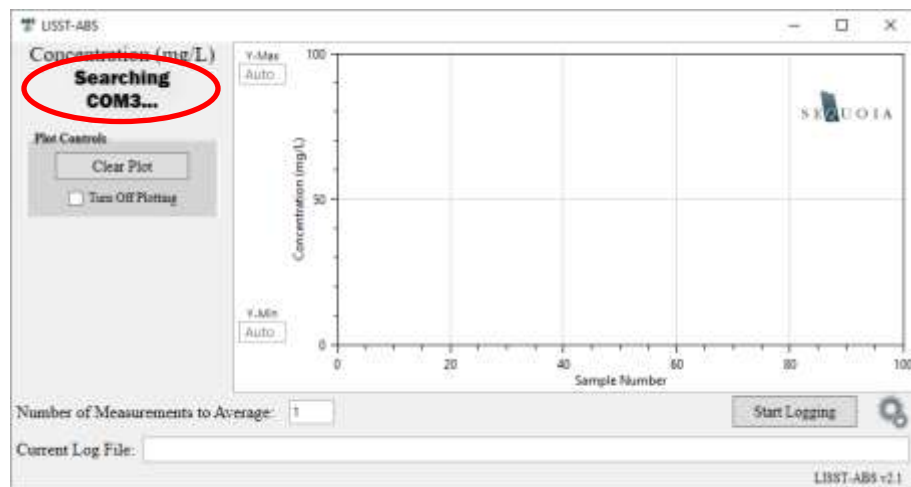 LISST-ABS
Concentration (mg/L)
Searching
COM3...
Plot Controls
Clear Plot
Turn Off Plotting
Y-Max
Auto
Y-Min
Auto
Concentration (mg/L)
100
50
0
0 20 40 60 80 100
Sample Number
SEQUOIA
Number of Measurements to Average: 1
Start Logging
Current Log File:
LISST-ABS v2.1